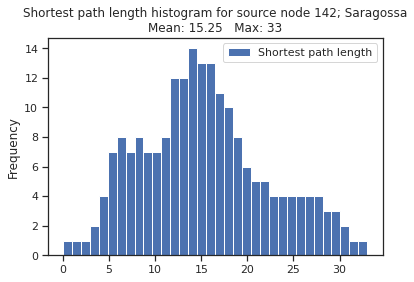 Shortest path length histogram for source node 142; Saragossa
Mean: 15.25   Max: 33
Shortest path length
Frequency
14
12
10
8
6
4
2
0
0 5 10 15 20 25 30